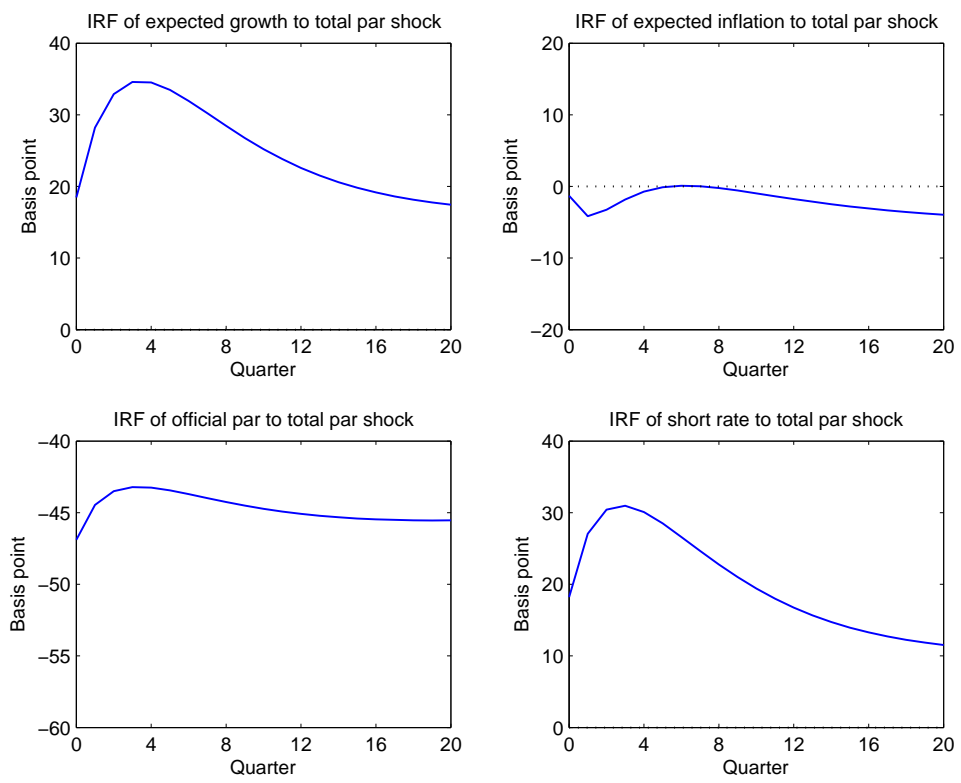 IRF of expected growth to total par shock
40
30
20
10
0
Basis point
0 4 8 12 16 20
Quarter
IRF of expected inflation to total par shock
20
10
0
−10
−20
Basis point
0 4 8 12 16 20
Quarter
IRF of official par to total par shock
−40
−45
−50
−55
−60
Basis point
0 4 8 12 16 20
Quarter
IRF of short rate to total par shock
40
30
20
10
0
Basis point
0 4 8 12 16 20
Quarter